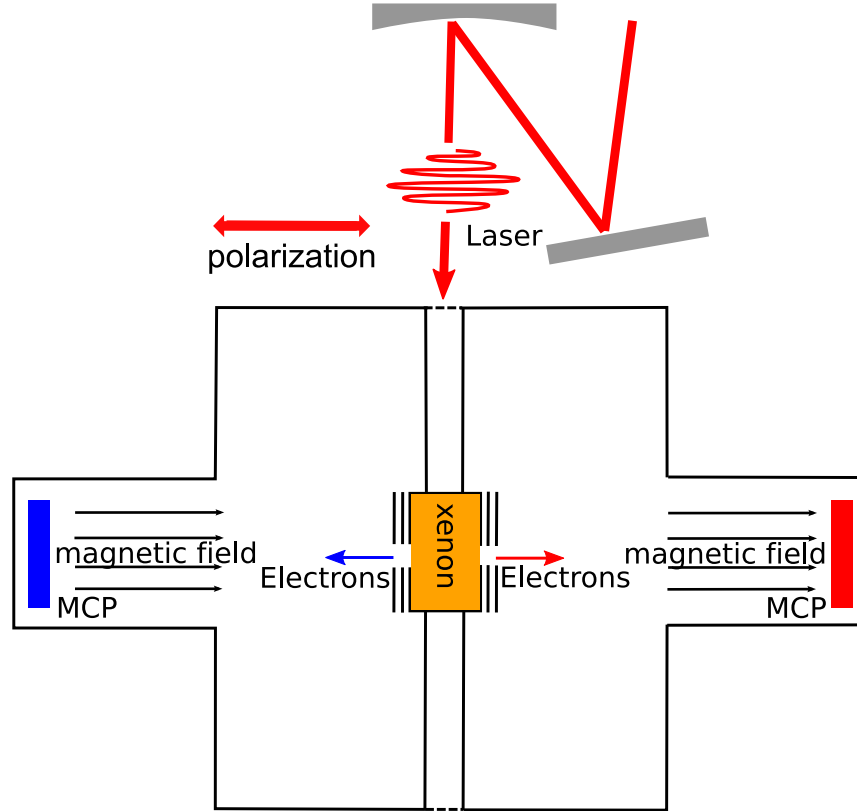 Laser
polarization
xenon
magnetic field
Electrons
MCP
magnetic field
Electrons
MCP